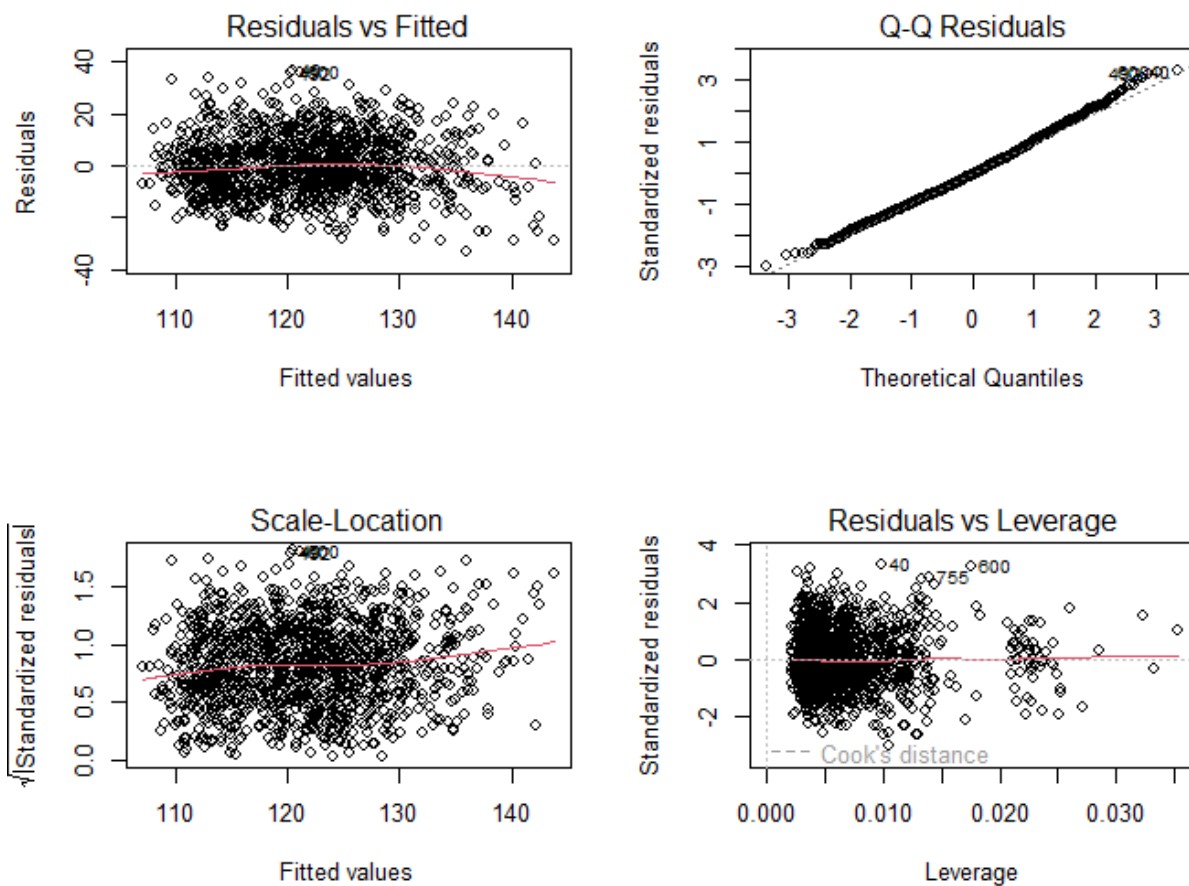 Residuals vs Fitted
Residuals
40
20
0
-40
110
120
130
140
Fitted values
Q-Q Residuals
Standardized residuals
3
1
-1
-3
-3
-2
-1
0
1
2
3
Theoretical Quantiles
Scale-Location
√|Standardized residuals|
1.5
1.0
0.5
0.0
110
120
130
140
Fitted values
Residuals vs Leverage
Standardized residuals
4
2
0
-2
40
600
755
Cook's distance
0.000
0.010
0.020
0.030
Leverage